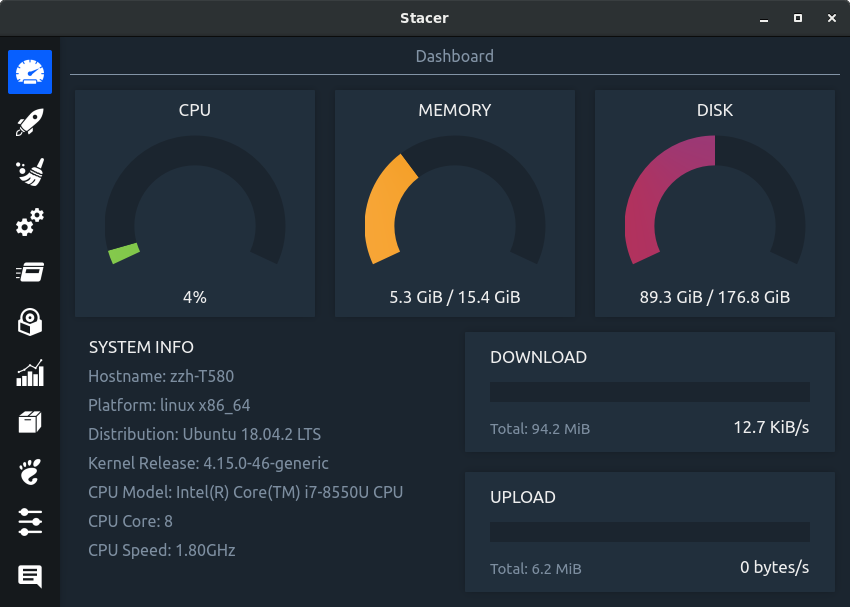 Stacer
Dashboard
CPU
MEMORY
DISK
4%
5.3 GiB / 15.4 GiB
89.3 GiB / 176.8 GiB
SYSTEM INFO
Hostname: zzh-T580
Platform: linux x86_64
Distribution: Ubuntu 18.04.2 LTS
Kernel Release: 4.15.0-46-generic
CPU Model: Intel(R) Core(TM) i7-8550U CPU
CPU Core: 8
CPU Speed: 1.80GHz
DOWNLOAD
Total: 94.2 MiB
12.7 KiB/s
UPLOAD
Total: 6.2 MiB
0 bytes/s